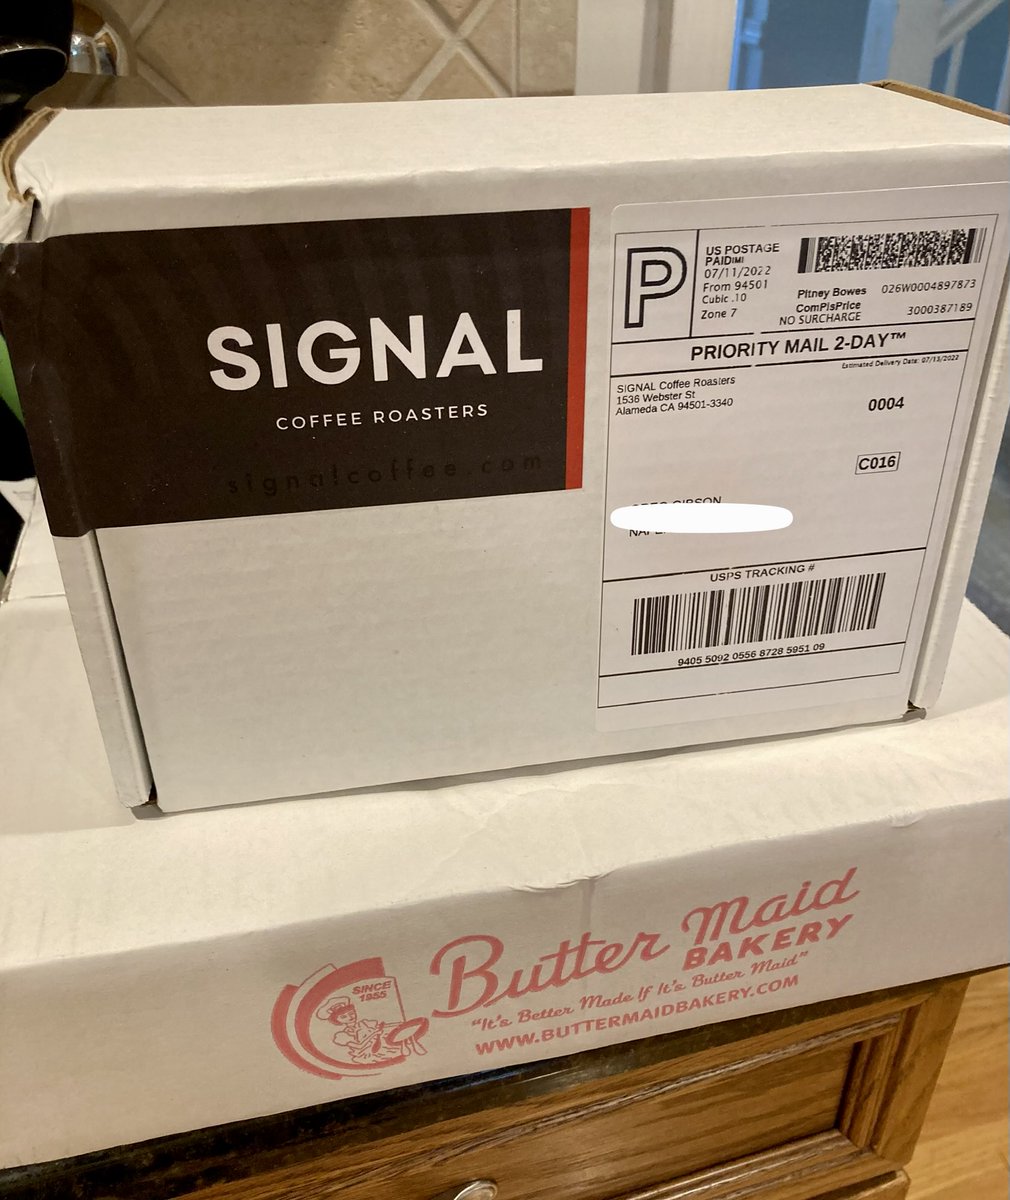 SIGNAL
COFFEE ROASTERS
signalcoffee.com
P
US POSTAGE
PAIDIMI
07/11/2022
From 94501
Cubic .10
Zone 7
Pitney Bowes
026W0004897873
ComPlsPrice
NO SURCHARGE
3000387189
PRIORITY MAIL 2-DAY™
Estimated Delivery Date: 07/13/2022
SIGNAL Coffee Roasters
1536 Webster St
Alameda CA 94501-3340
0004
C016
USPS TRACKING #
9405 5092 0556 8728 5951 09
SINCE
1955
Butter Maid
BAKERY
"It's Better Made If It's Butter Maid"
WWW.BUTTERMAIDBAKERY.COM